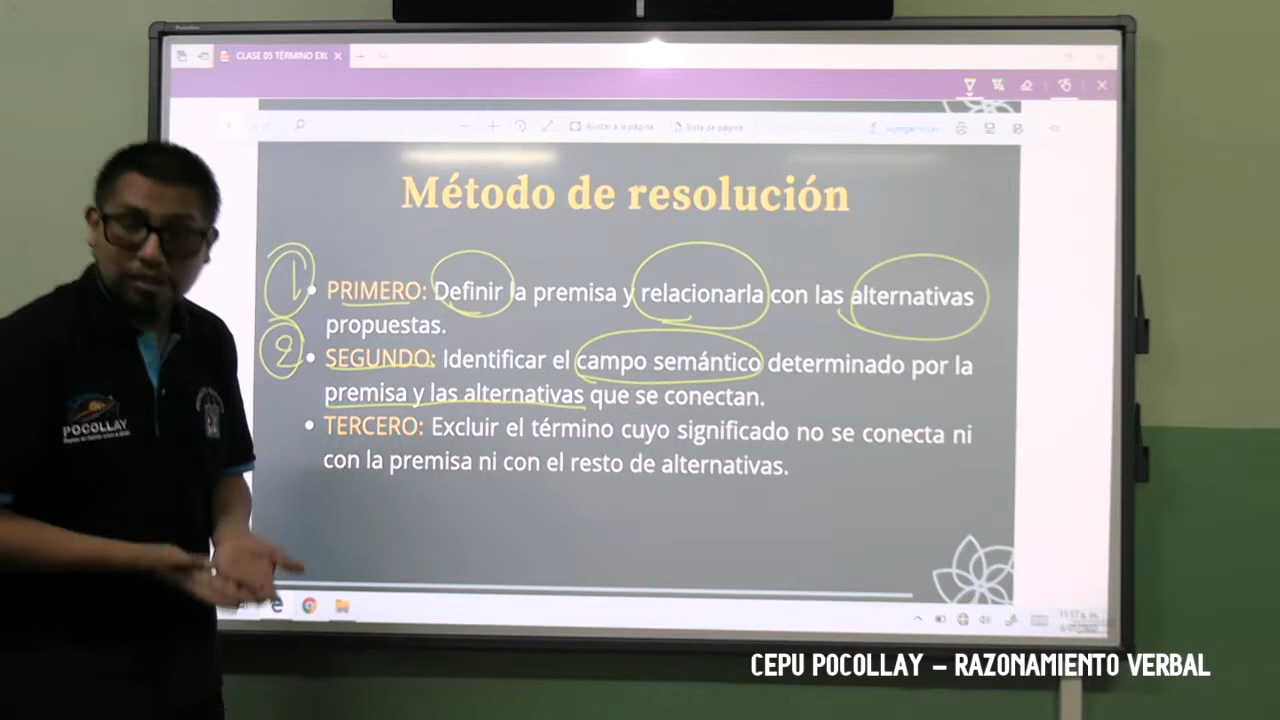 CLASE 05 TÉRMINO EXC
Ajustar a la página
Vista de página
Método de resolución
1
• PRIMERO: Definir la premisa y relacionarla con las alternativas
propuestas.
2
• SEGUNDO: Identificar el campo semántico determinado por la
premisa y las alternativas que se conectan.
• TERCERO: Excluir el término cuyo significado no se conecta ni
con la premisa ni con el resto de alternativas.
POCOLLAY
CEPU POCOLLAY – RAZONAMIENTO VERBAL